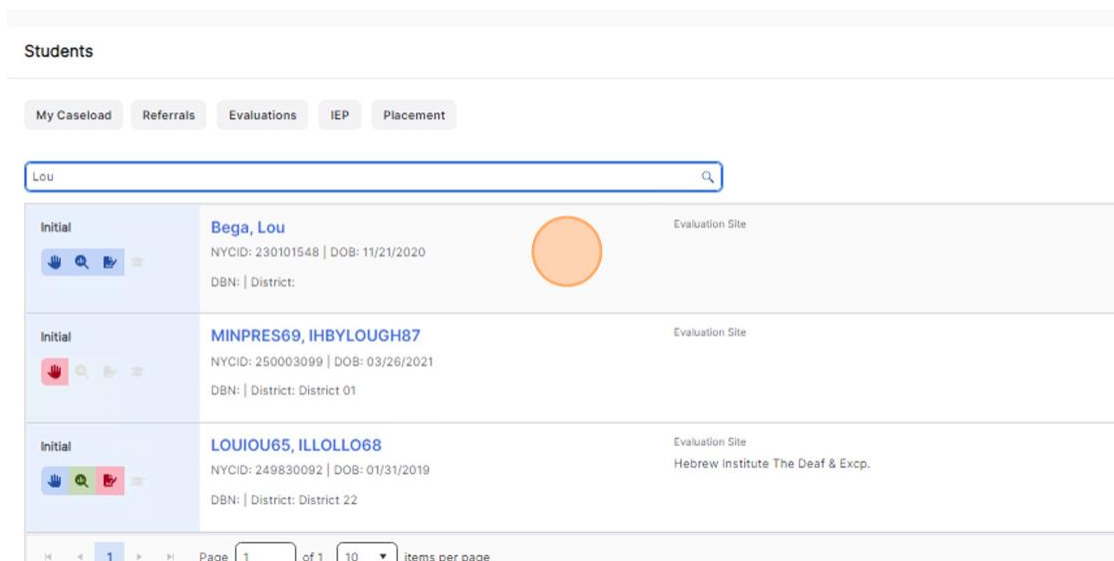 Students
My Caseload Referrals Evaluations IEP Placement
Lou
Initial
Bega, Lou
NYCID: 230101548 | DOB: 11/21/2020
DBN: | District:
Evaluation Site
Initial
MINPRES69, IHBYLOUGH87
NYCID: 250003099 | DOB: 03/26/2021
DBN: | District: District 01
Evaluation Site
Initial
LOUIOU65, ILLOLLO68
NYCID: 249830092 | DOB: 01/31/2019
DBN: | District: District 22
Evaluation Site
Hebrew Institute The Deaf & Excp.
1 Page 1 of 1 10 items per page